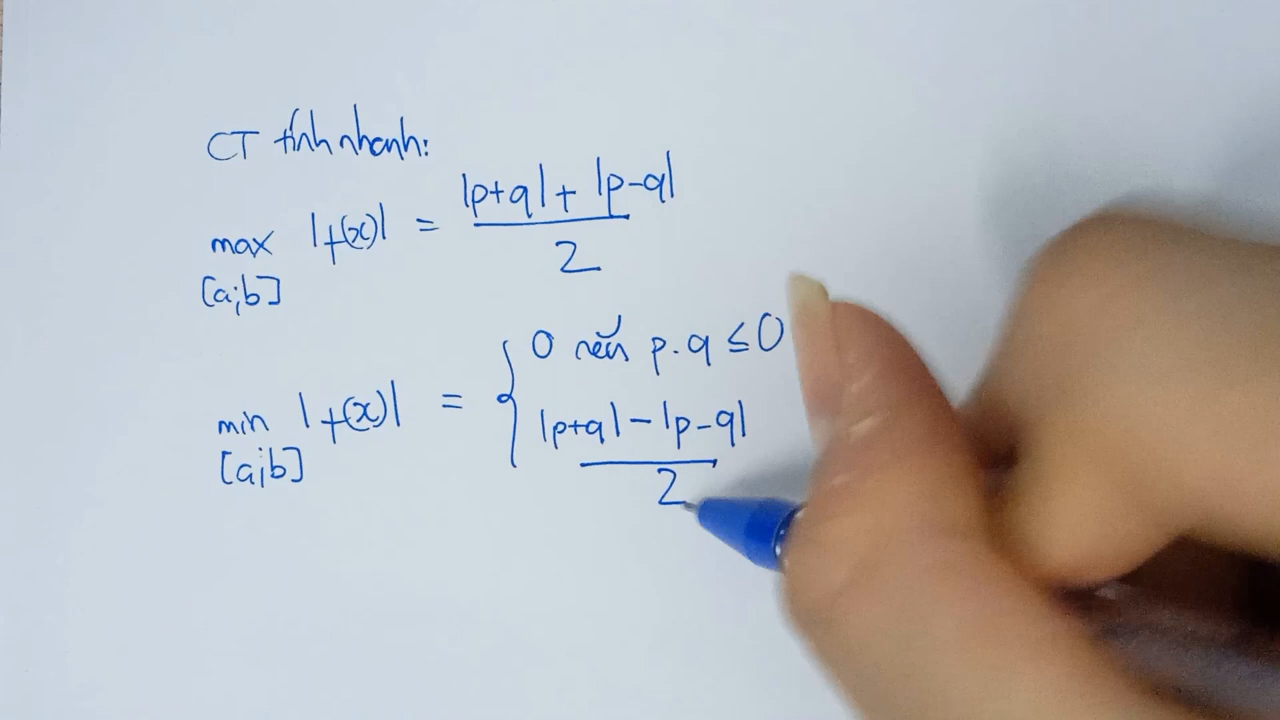 CT tính nhanh:
max |f(x)| = |p+q| + |p-q| / 2
[a;b]
min |f(x)| = { 0 nếu p.q ≤ 0
|p+q| - |p-q| / 2
[a;b]